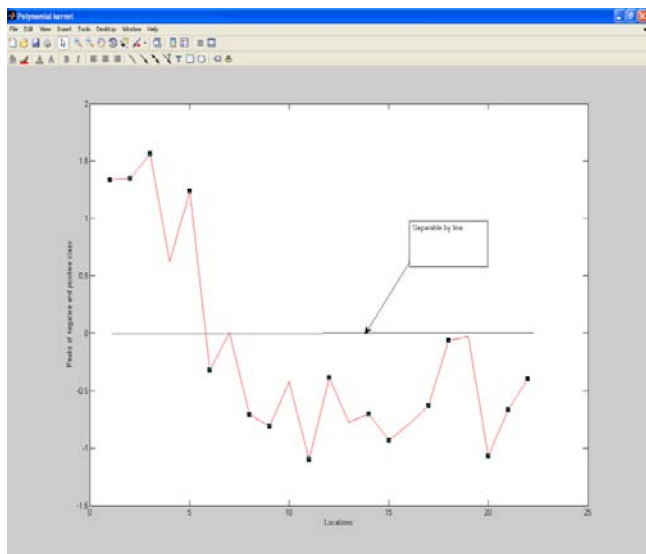 Polynomial kernel
File Edit View Insert Tools Desktop Window Help
2
1.5
1
0.5
0
-0.5
-1
-1.5
0 5 10 15 20 25
Separable by line
Peaks of negative and positive class
Locations